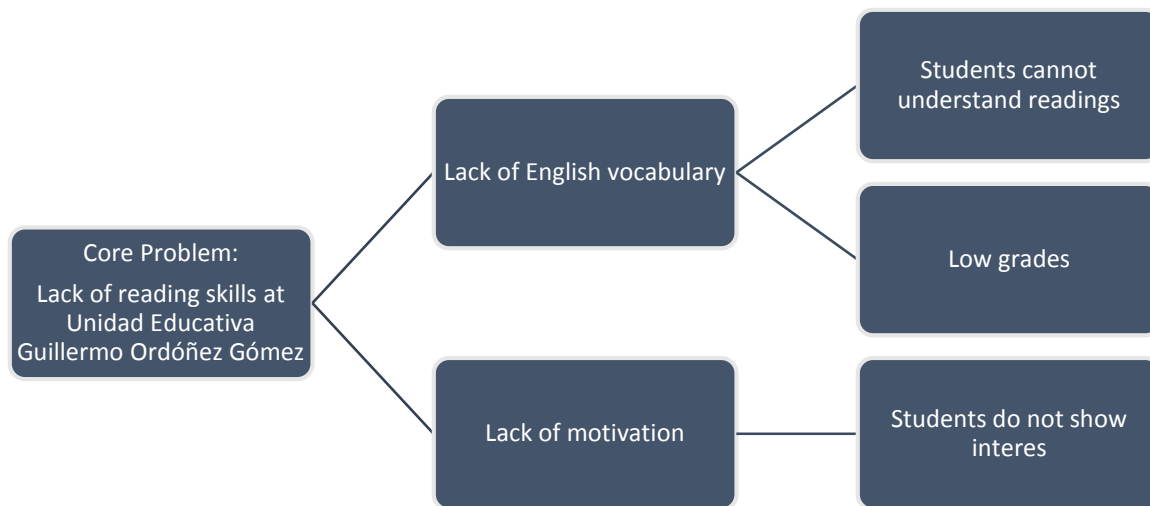 Core Problem:
Lack of reading skills at
Unidad Educativa
Guillermo Ordóñez Gómez
Lack of English vocabulary
Students cannot
understand readings
Low grades
Lack of motivation
Students do not show
interes